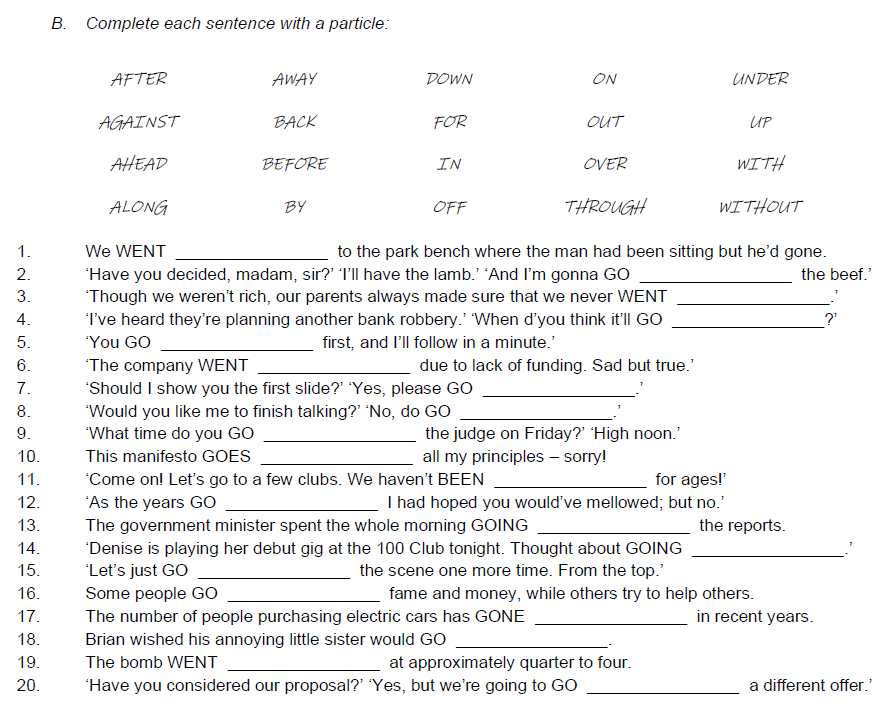 B. Complete each sentence with a particle:
AFTER AWAY DOWN ON UNDER
AGAINST BACK FOR OUT UP
AHEAD BEFORE IN OVER WITH
ALONG BY OFF THROUGH WITHOUT
1. We WENT ________________ to the park bench where the man had been sitting but he’d gone.
2. ‘Have you decided, madam, sir?’ ‘I’ll have the lamb.’ ‘And I’m gonna GO ________________ the beef.’
3. ‘Though we weren’t rich, our parents always made sure that we never WENT ________________.’
4. ‘I’ve heard they’re planning another bank robbery.’ ‘When d’you think it’ll GO ________________?’
5. ‘You GO ________________ first, and I’ll follow in a minute.’
6. ‘The company WENT ________________ due to lack of funding. Sad but true.’
7. ‘Should I show you the first slide?’ ‘Yes, please GO ________________.’
8. ‘Would you like me to finish talking?’ ‘No, do GO ________________.’
9. ‘What time do you GO ________________ the judge on Friday?’ ‘High noon.’
10. This manifesto GOES ________________ all my principles – sorry!
11. ‘Come on! Let’s go to a few clubs. We haven’t BEEN ________________ for ages!’
12. ‘As the years GO ________________ I had hoped you would’ve mellowed; but no.’
13. The government minister spent the whole morning GOING ________________ the reports.
14. ‘Denise is playing her debut gig at the 100 Club tonight. Thought about GOING ________________.’
15. ‘Let’s just GO ________________ the scene one more time. From the top.’
16. Some people GO ________________ fame and money, while others try to help others.
17. The number of people purchasing electric cars has GONE ________________ in recent years.
18. Brian wished his annoying little sister would GO ________________.
19. The bomb WENT ________________ at approximately quarter to four.
20. ‘Have you considered our proposal?’ ‘Yes, but we’re going to GO ________________ a different offer.’